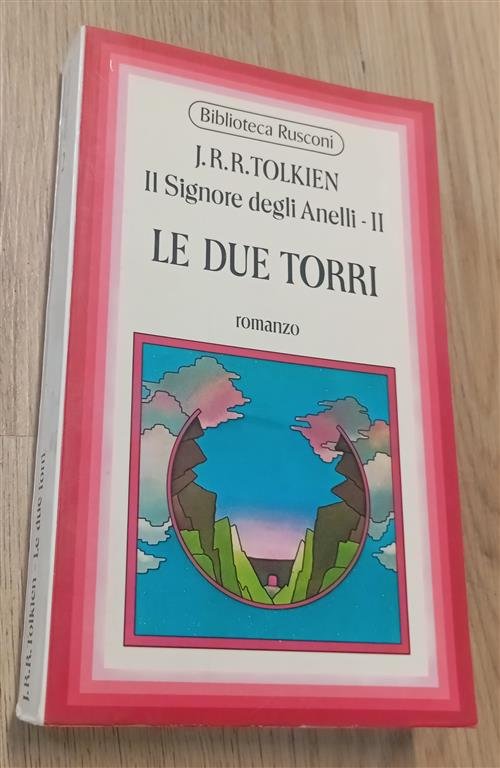 Biblioteca Rusconi
J.R.R.TOLKIEN
Il Signore degli Anelli - II
LE DUE TORRI
romanzo
J.R.R.Tolkien - Le due Torri